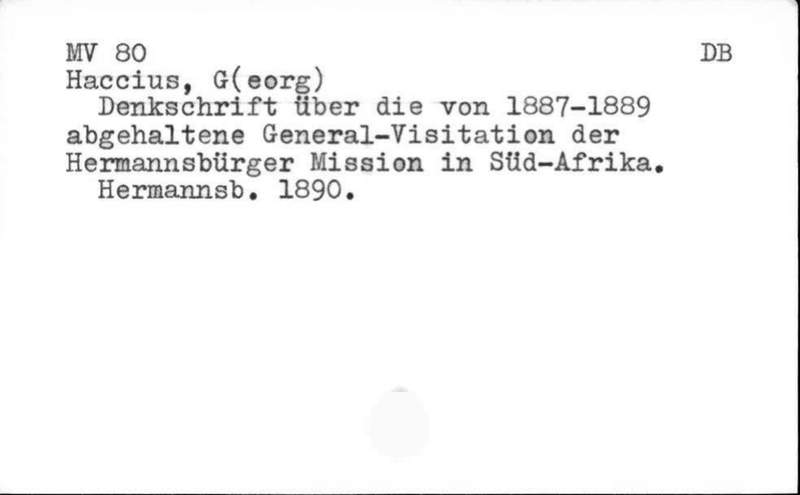 MV 80 DB
Haccius, G(eorg)
Denkschrift über die von 1887-1889
abgehaltene General-Visitation der
Hermannsbürger Mission in Süd-Afrika.
Hermannsb. 1890.